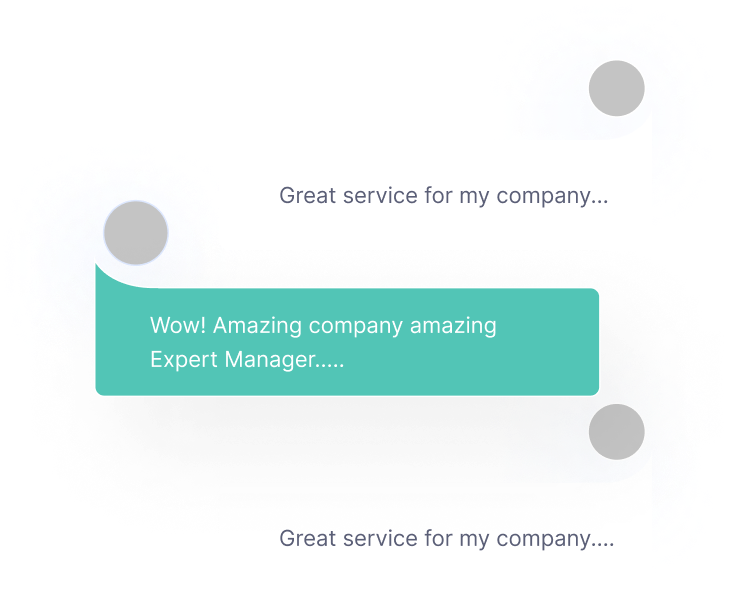 Great service for my company...
Wow! Amazing company amazing
Expert Manager.....
Great service for my company....